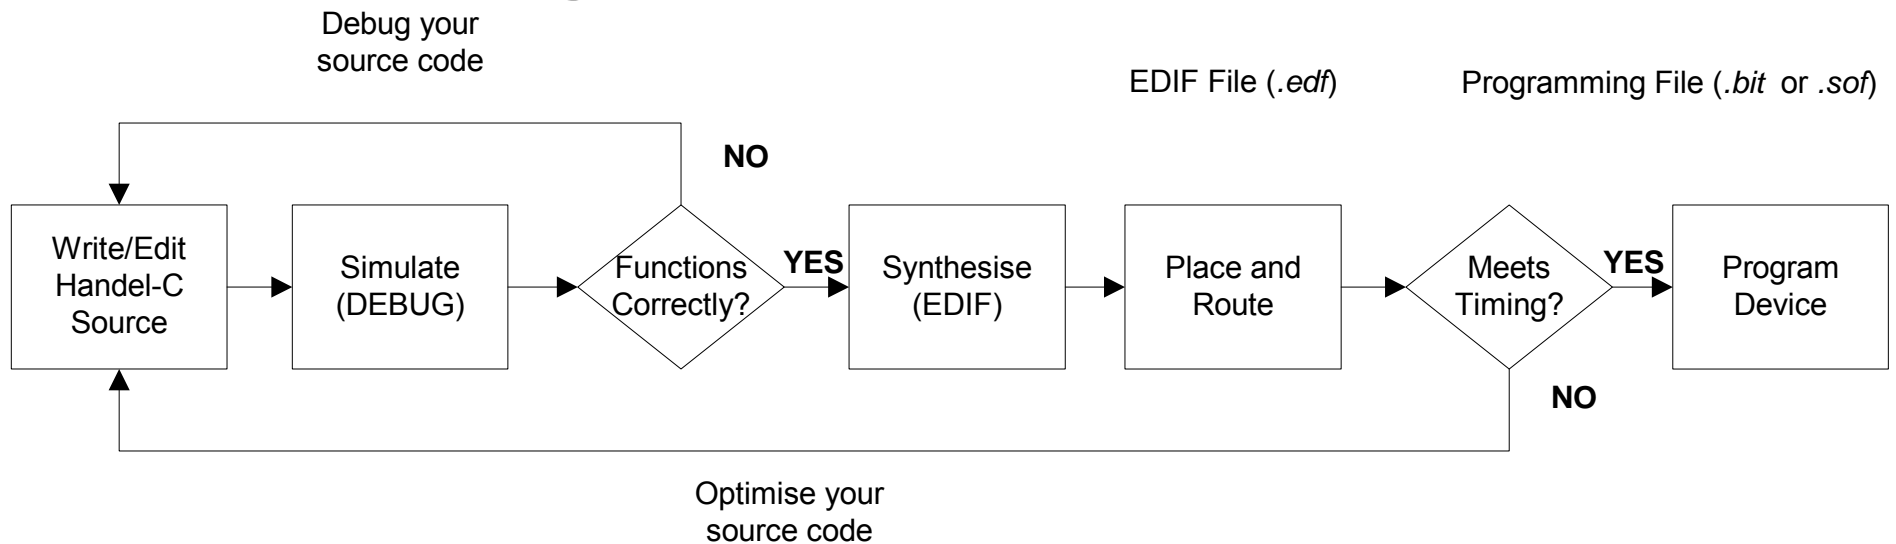 Debug your
source code
EDIF File (.edf)
Programming File (.bit or .sof)
NO
Write/Edit
Handel-C
Source
Simulate
(DEBUG)
Functions
Correctly?
YES
Synthesise
(EDIF)
Place and
Route
Meets
Timing?
YES
Program
Device
NO
Optimise your
source code